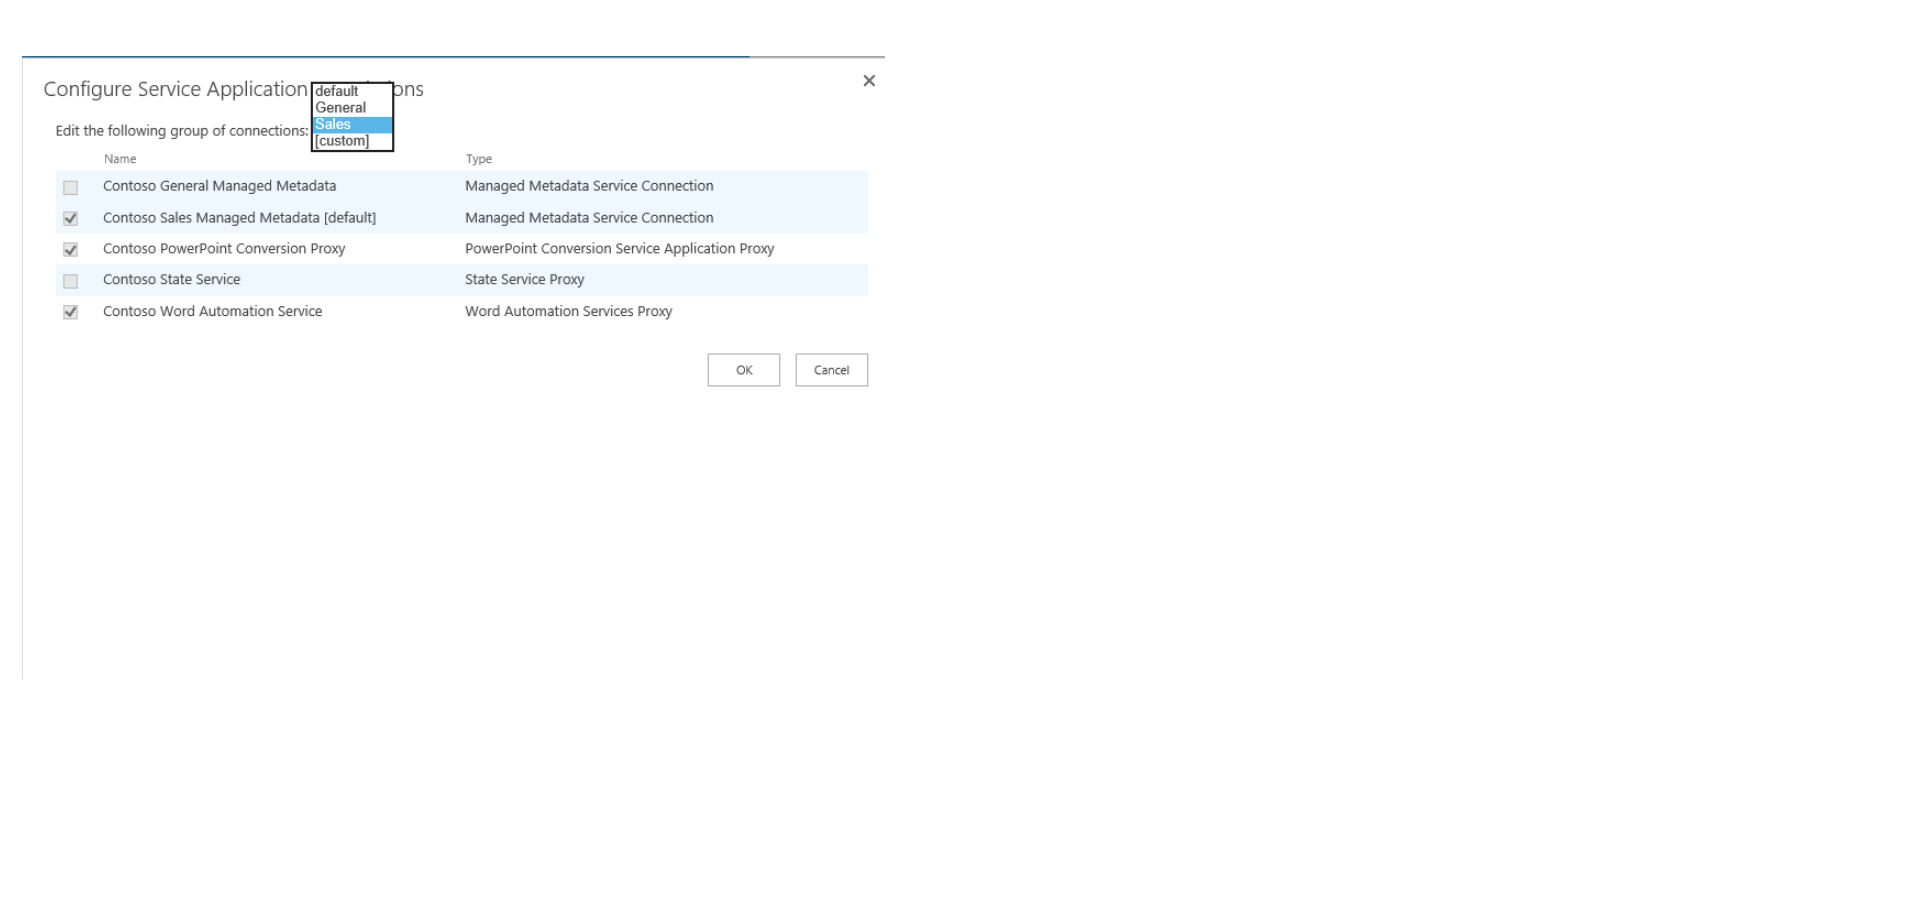 Configure Service Application ons
default
General
Sales
[custom]
Edit the following group of connections:
Name Type
Contoso General Managed Metadata Managed Metadata Service Connection
Contoso Sales Managed Metadata [default] Managed Metadata Service Connection
Contoso PowerPoint Conversion Proxy PowerPoint Conversion Service Application Proxy
Contoso State Service State Service Proxy
Contoso Word Automation Service Word Automation Services Proxy
OK Cancel